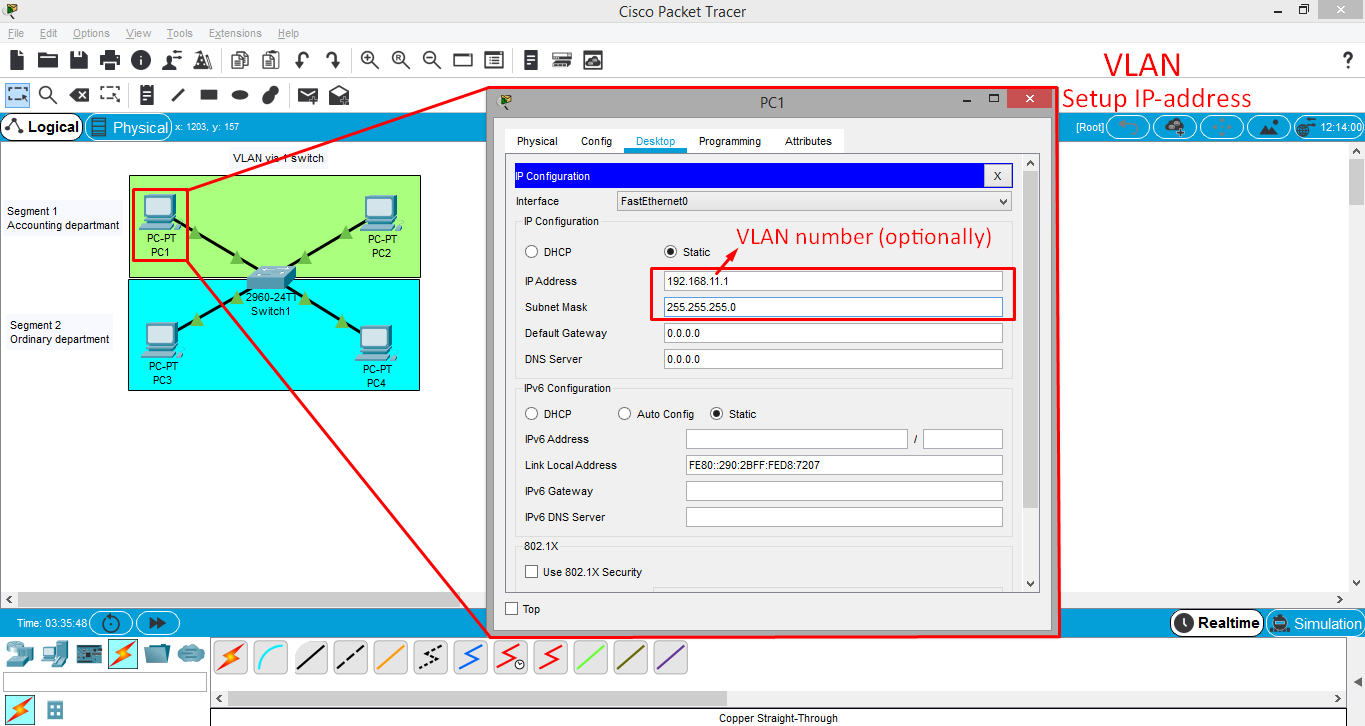 Cisco Packet Tracer
File Edit Options View Tools Extensions Help
VLAN
Setup IP-address
Logical
Physical
x: 1203, y: 157
[Root]
12:14:00
VLAN via 1 switch
Segment 1
Accounting departmant
PC-PT
PC1
PC-PT
PC2
2960-24TT
Switch1
Segment 2
Ordinary department
PC-PT
PC3
PC-PT
PC4
PC1
Physical Config Desktop Programming Attributes
IP Configuration
X
Interface FastEthernet0
IP Configuration
DHCP Static
VLAN number (optionally)
IP Address 192.168.11.1
Subnet Mask 255.255.255.0
Default Gateway 0.0.0.0
DNS Server 0.0.0.0
IPv6 Configuration
DHCP Auto Config Static
IPv6 Address /
Link Local Address FE80::290:2BFF:FED8:7207
IPv6 Gateway
IPv6 DNS Server
802.1X
Use 802.1X Security
Top
Time: 03:35:48
Realtime
Simulation
Copper Straight-Through